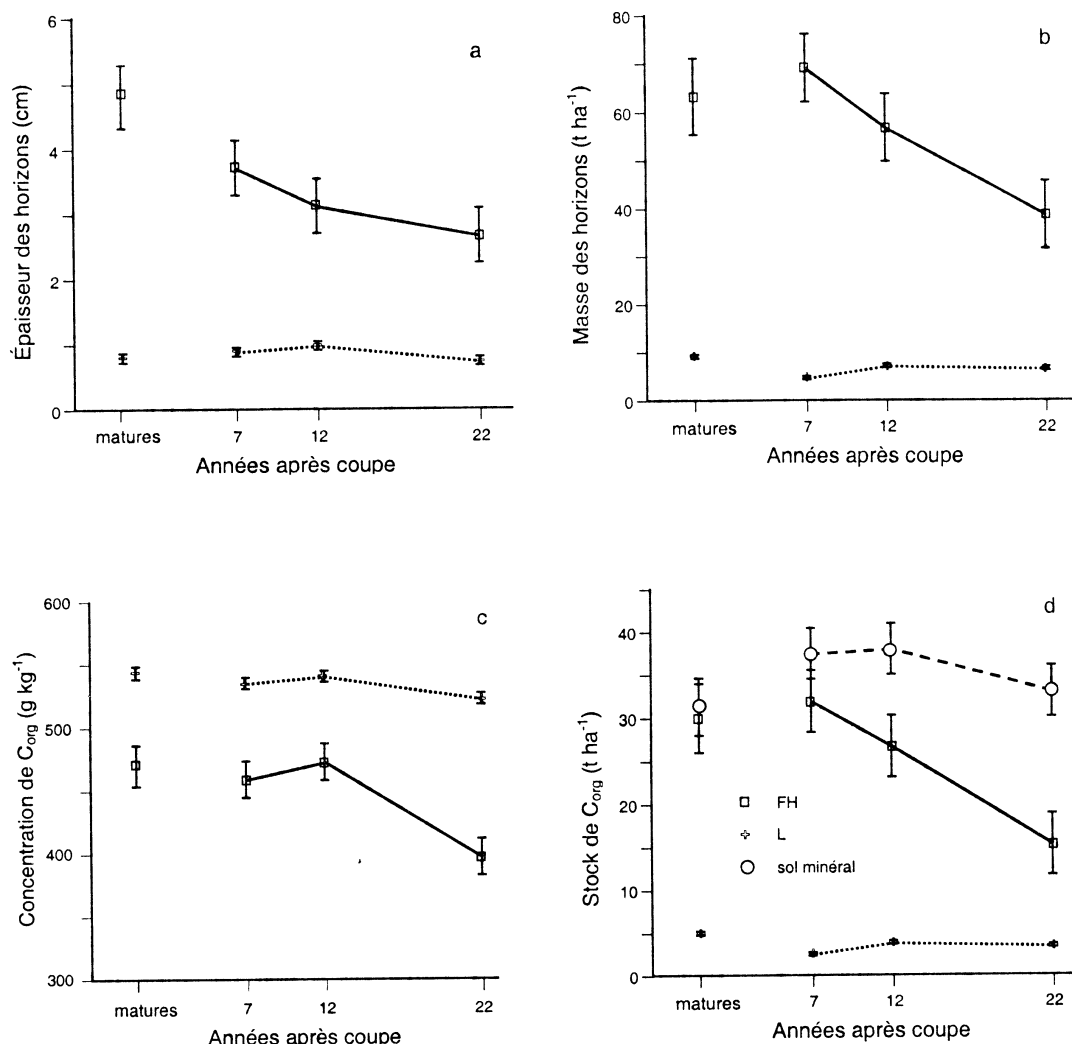 a
Épaisseur des horizons (cm)
6
4
2
0
matures 7 12 22
Années après coupe
b
Masse des horizons (t ha⁻¹)
80
60
40
20
0
matures 7 12 22
Années après coupe
c
Concentration de Corg (g kg⁻¹)
600
500
400
300
matures 7 12 22
Années après coupe
d
Stock de Corg (t ha⁻¹)
40
30
20
10
0
FH
L
sol minéral
matures 7 12 22
Années après coupe